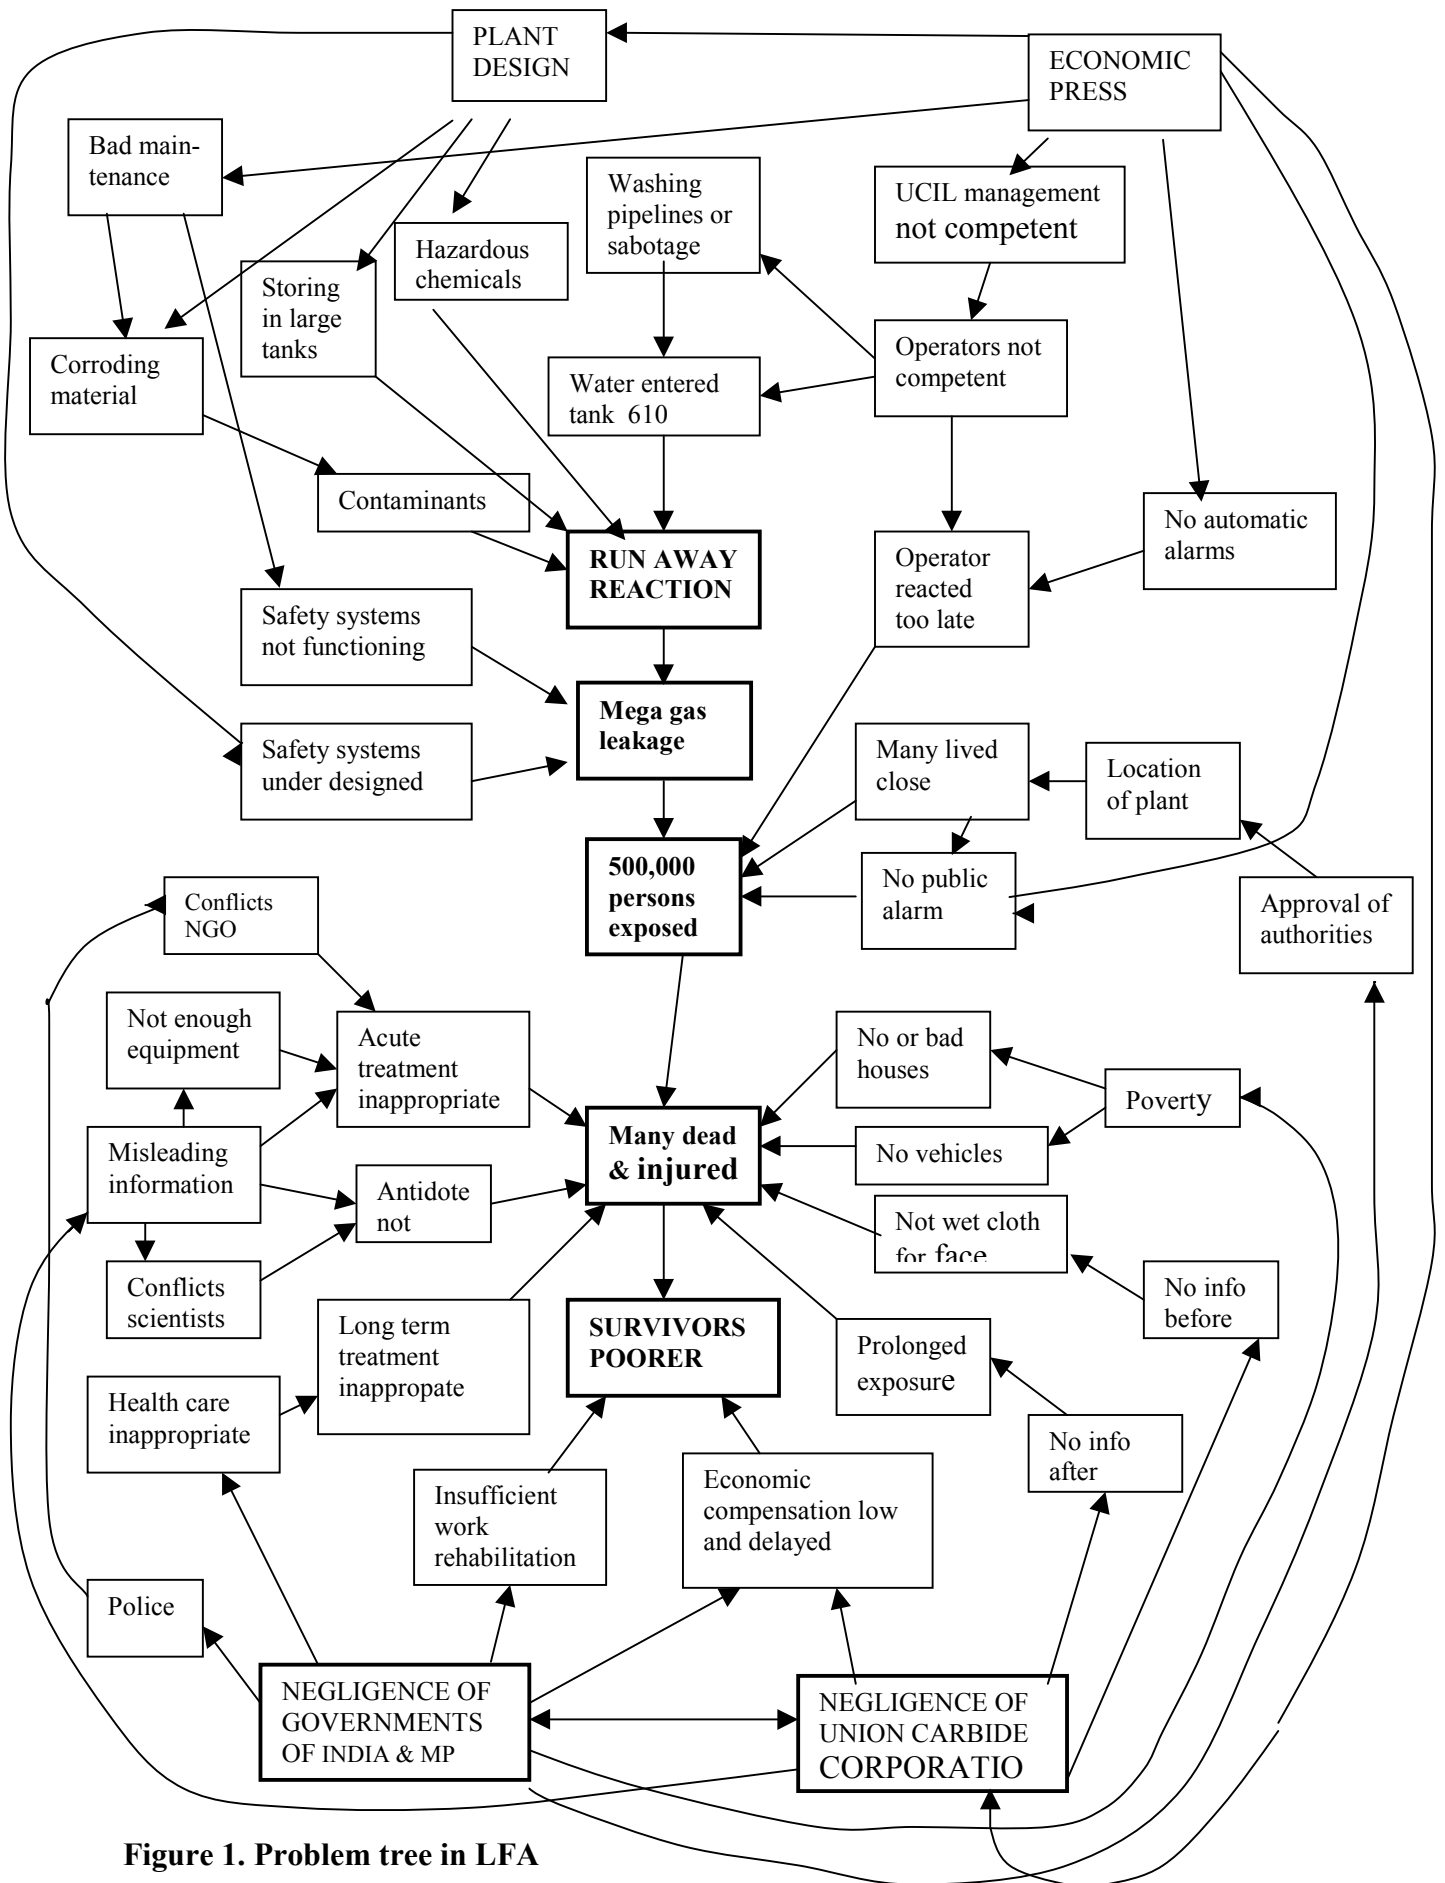 PLANT
DESIGN
ECONOMIC
PRESS
Bad main-
tenance
Washing
pipelines or
sabotage
UCIL management
not competent
Hazardous
chemicals
Storing
in large
tanks
Operators not
competent
Corroding
material
Water entered
tank 610
Contaminants
No automatic
alarms
RUN AWAY
REACTION
Operator
reacted
too late
Safety systems
not functioning
Mega gas
leakage
Safety systems
under designed
Many lived
close
Location
of plant
500,000
persons
exposed
No public
alarm
Conflicts
NGO
Approval of
authorities
Not enough
equipment
Acute
treatment
inappropriate
No or bad
houses
Poverty
Many dead
& injured
Misleading
information
No vehicles
Antidote
not
Not wet cloth
for face
Conflicts
scientists
No info
before
Long term
treatment
inappropate
SURVIVORS
POORER
Prolonged
exposure
Health care
inappropriate
No info
after
Insufficient
work
rehabilitation
Economic
compensation low
and delayed
Police
NEGLIGENCE OF
GOVERNMENTS
OF INDIA & MP
NEGLIGENCE OF
UNION CARBIDE
CORPORATIO
Figure 1. Problem tree in LFA